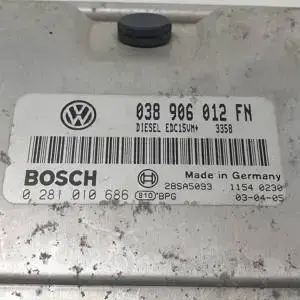 038 906 012 FN
DIESEL EDC15VM+ 3358
Made in Germany
BOSCH
28SA5093 1154 0230
0 281 010 686 810 BPG 03-04-05